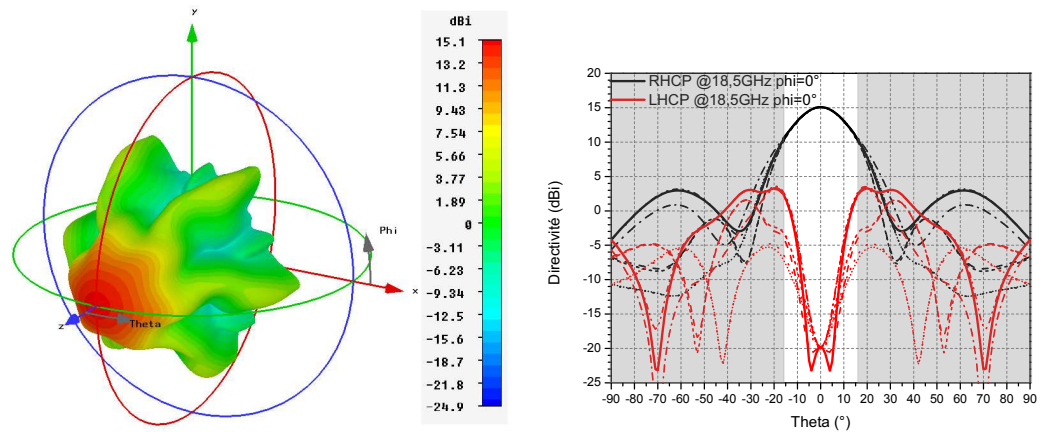 y
Phi
x
z
Theta
dBi
15.1
13.2
11.3
9.43
7.54
5.66
3.77
1.89
0
-3.11
-6.23
-9.34
-12.5
-15.6
-18.7
-21.8
-24.9
RHCP @18,5GHz phi=0°
LHCP @18,5GHz phi=0°
Directivité (dBi)
20
15
10
5
0
-5
-10
-15
-20
-25
-90 -80 -70 -60 -50 -40 -30 -20 -10 0 10 20 30 40 50 60 70 80 90
Theta (°)